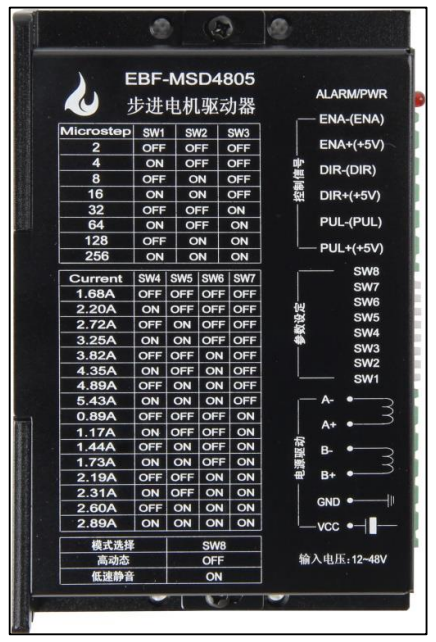 EBF-MSD4805
步进电机驱动器
Microstep SW1 SW2 SW3
2 OFF OFF OFF
4 ON OFF OFF
8 OFF ON OFF
16 ON ON OFF
32 OFF OFF ON
64 ON OFF ON
128 OFF ON ON
256 ON ON ON
Current SW4 SW5 SW6 SW7
1.68A OFF OFF OFF OFF
2.20A ON OFF OFF OFF
2.72A OFF ON OFF OFF
3.25A ON ON OFF OFF
3.82A OFF OFF ON OFF
4.35A ON OFF ON OFF
4.89A OFF ON ON OFF
5.43A ON ON ON OFF
0.89A OFF OFF OFF ON
1.17A ON OFF OFF ON
1.44A OFF ON OFF ON
1.73A ON ON OFF ON
2.19A OFF OFF ON ON
2.31A ON OFF ON ON
2.60A OFF ON ON ON
2.89A ON ON ON ON
模式选择 SW8
高动态 OFF
低速静音 ON
ALARM/PWR
控制信号
ENA-(ENA)
ENA+(+5V)
DIR-(DIR)
DIR+(+5V)
PUL-(PUL)
PUL+(+5V)
参数设定
SW8
SW7
SW6
SW5
SW4
SW3
SW2
SW1
电源驱动
A-
A+
B-
B+
GND
VCC
输入电压:12~48V